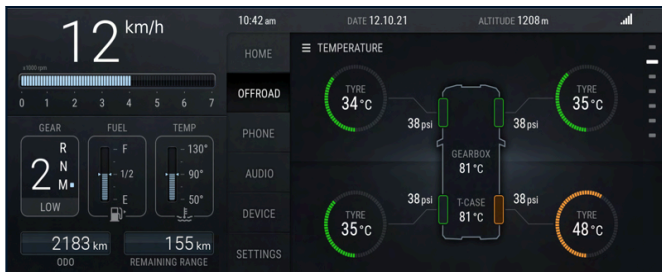 12 km/h
x1000 rpm
0 1 2 3 4 5 6 7
GEAR FUEL TEMP
2 R N M
LOW
F
1/2
E
130°
90°
50°
2183 km
ODO
155 km
REMAINING RANGE
10:42 am
DATE 12.10.21
ALTITUDE 1208 m
HOME
OFFROAD
PHONE
AUDIO
DEVICE
SETTINGS
TEMPERATURE
TYRE
34 °C
38 psi
38 psi
TYRE
35 °C
GEARBOX
81 °C
T-CASE
81 °C
TYRE
35 °C
38 psi
38 psi
TYRE
48 °C